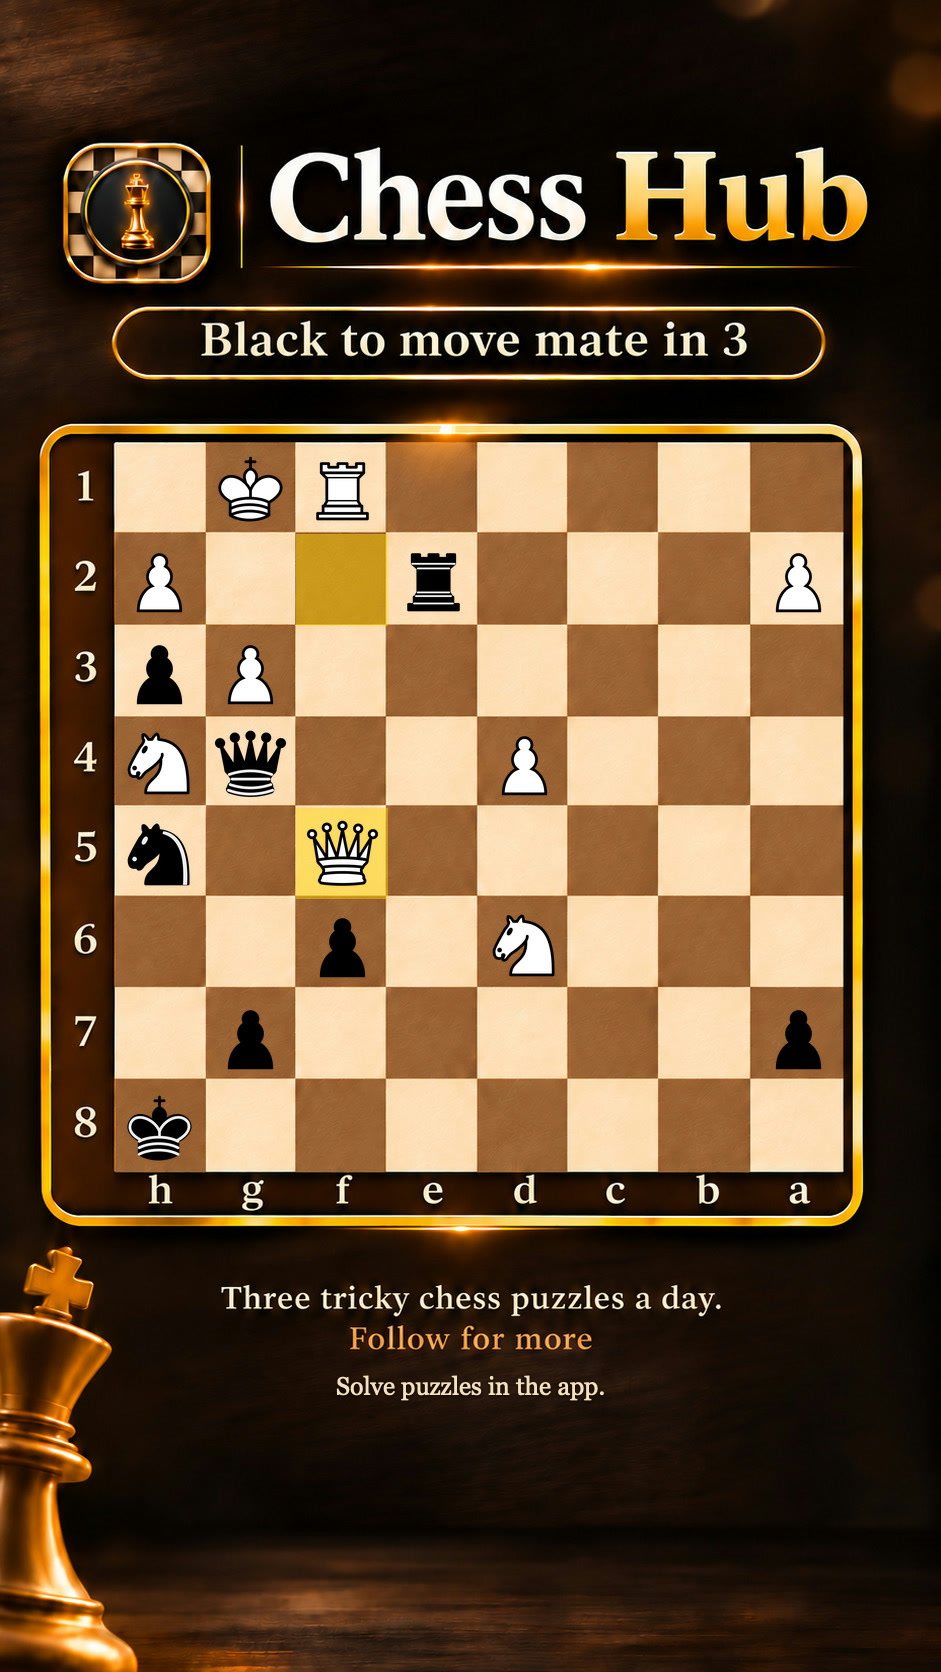 Chess Hub
Black to move mate in 3
1
2
3
4
5
6
7
8
h g f e d c b a
Three tricky chess puzzles a day.
Follow for more
Solve puzzles in the app.